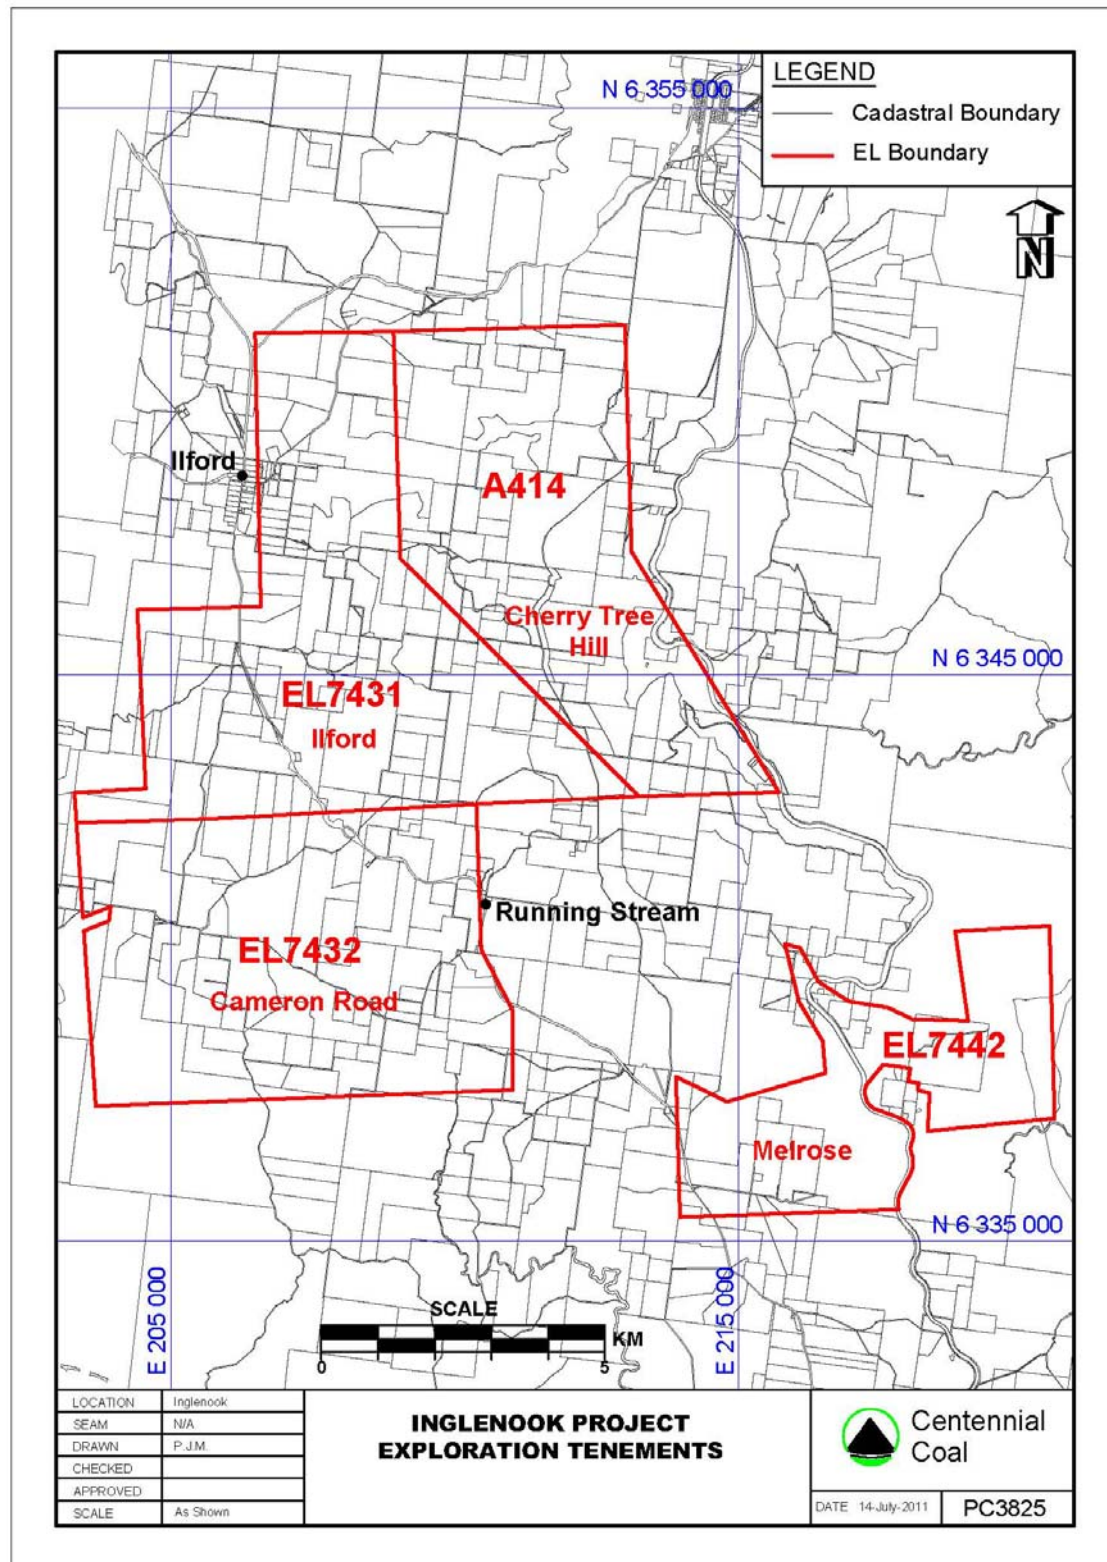 LEGEND
Cadastral Boundary
EL Boundary
N 6 355 000
N
Ilford
A414
Cherry Tree
Hill
N 6 345 000
EL7431
Ilford
Running Stream
EL7432
Cameron Road
EL7442
Melrose
N 6 335 000
E 205 000
E 215 000
SCALE
KM
0
5
LOCATION Inglenook
SEAM N/A
DRAWN P.J.M.
CHECKED
APPROVED
SCALE As Shown
INGLENOOK PROJECT
EXPLORATION TENEMENTS
Centennial
Coal
DATE 14-July-2011
PC3825